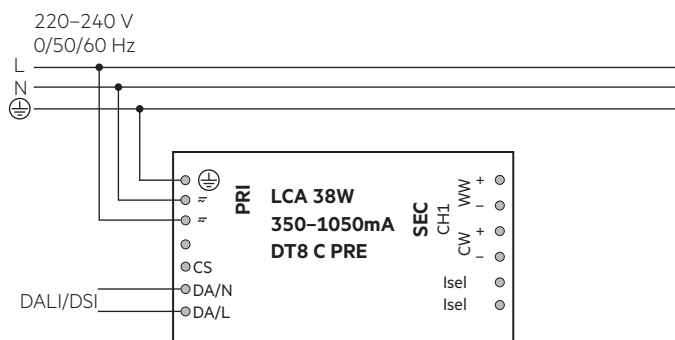 220–240 V
0/50/60 Hz
L
N
PRI
LCA 38W
350–1050mA
DT8 C PRE
SEC
CH1
WW
+
–
CW
+
–
Isel
Isel
CS
DA/N
DA/L
DALI/DSI